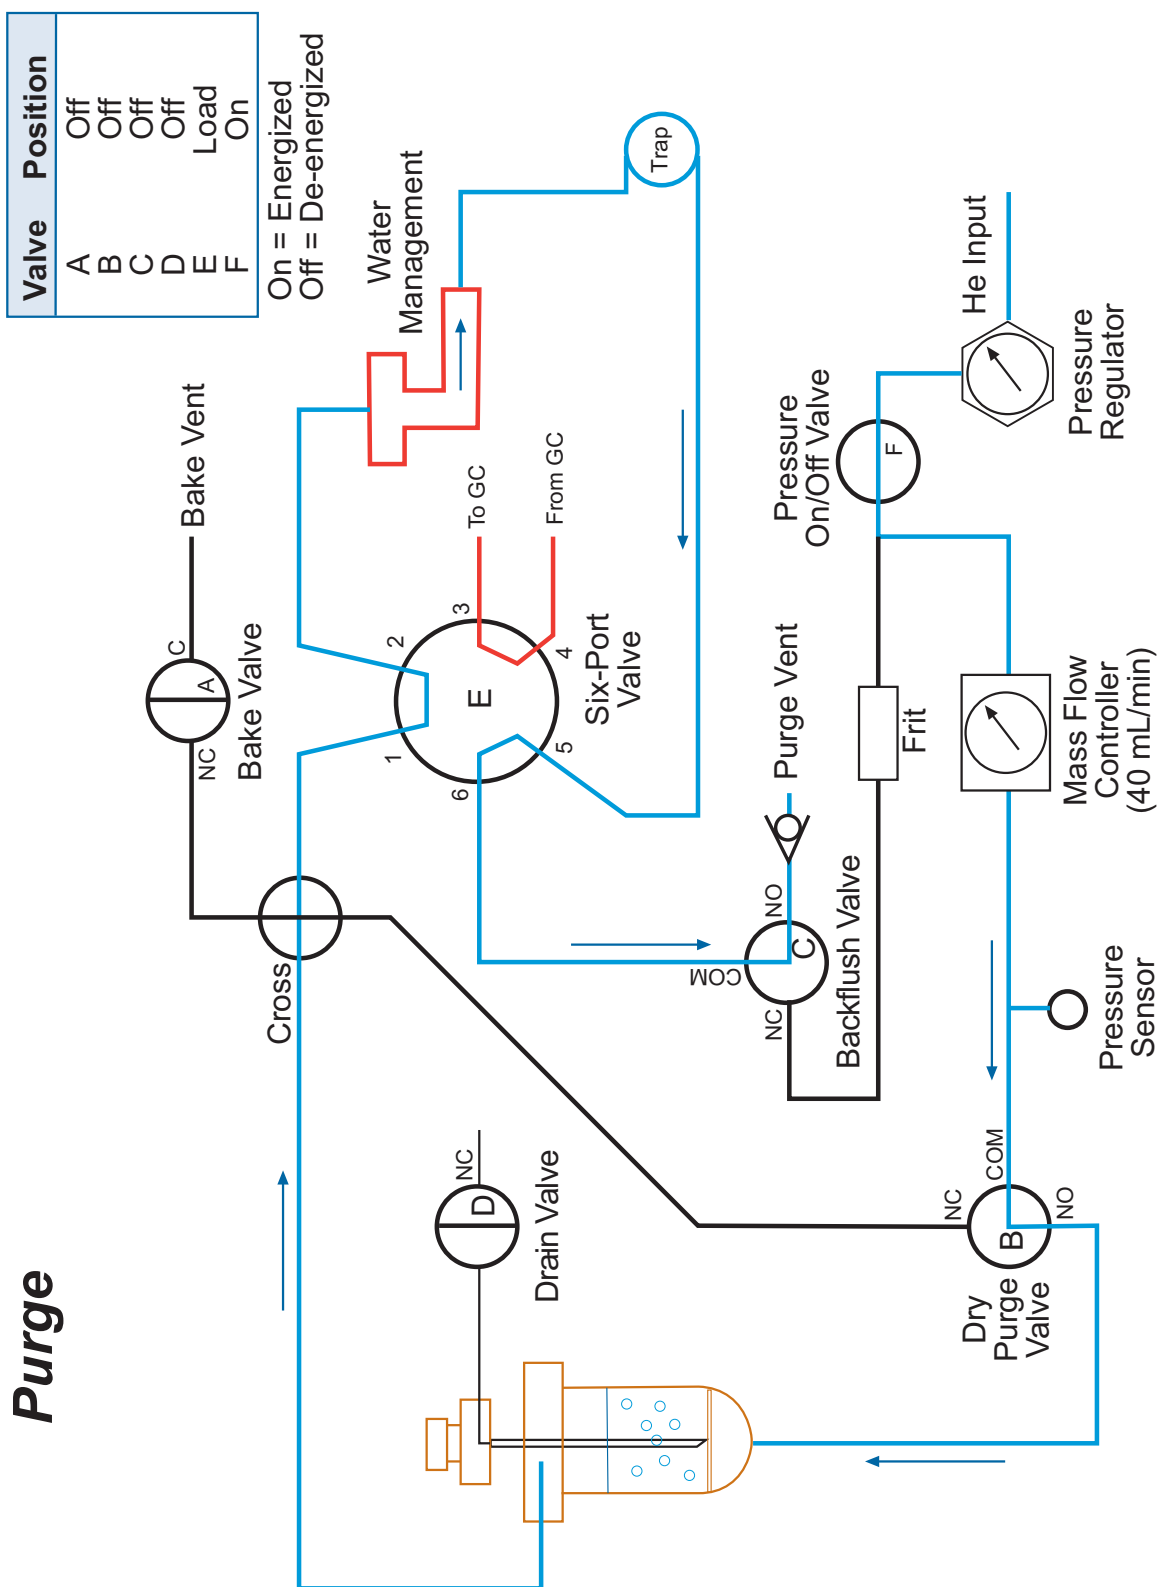 Purge
Valve Position
A Off
B Off
C Off
D Off
E Load
F On
On = Energized
Off = De-energized
Bake Vent
C
A
NC
Bake Valve
Water
Management
Trap
Cross
1
2
3
4
5
6
E
To GC
From GC
Six-Port
Valve
Purge Vent
NO
C
COM
NC
Backflush Valve
Frit
Pressure
On/Off Valve
F
He Input
Pressure
Regulator
Mass Flow
Controller
(40 mL/min)
Pressure
Sensor
NC
D
Drain Valve
NC
COM
NO
B
Dry
Purge
Valve